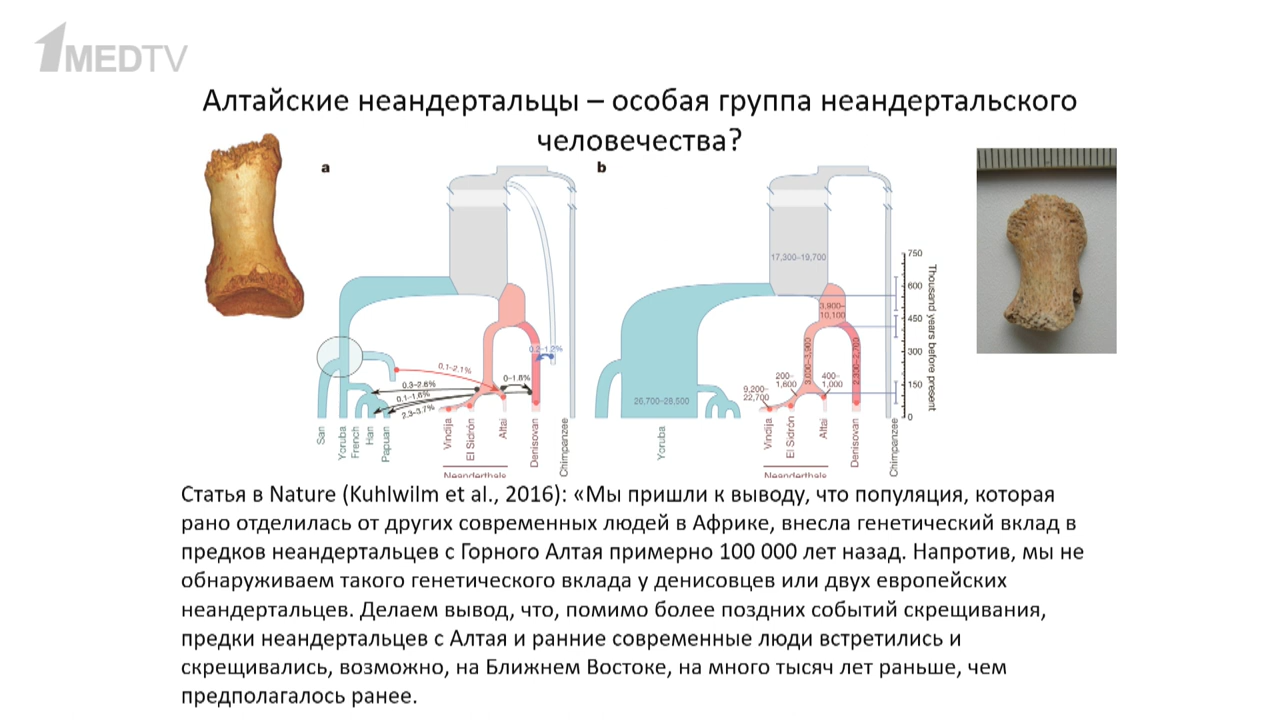 1MEDTV
Алтайские неандертальцы – особая группа неандертальского
человечества?
a
b
17,300–19,700
3,900–
10,100
3,000–3,900
2,300–2,700
200–
1,600
400–
1,000
9,200–
22,700
26,700–28,500
750
600
450
300
150
0
Thousand years before present
0.2–1.2%
0.1–2.1%
0–1.8%
0.3–2.6%
0.1–1.6%
2.3–3.7%
San
Yoruba
French
Han
Papuan
Vindija
El Sidrón
Altai
Denisovan
Chimpanzee
Neanderthals
Yoruba
Vindija
El Sidrón
Altai
Denisovan
Chimpanzee
Neanderthals
Статья в Nature (Kuhlwilm et al., 2016): «Мы пришли к выводу, что популяция, которая
рано отделилась от других современных людей в Африке, внесла генетический вклад в
предков неандертальцев с Горного Алтая примерно 100 000 лет назад. Напротив, мы не
обнаруживаем такого генетического вклада у денисовцев или двух европейских
неандертальцев. Делаем вывод, что, помимо более поздних событий скрещивания,
предки неандертальцев с Алтая и ранние современные люди встретились и
скрещивались, возможно, на Ближнем Востоке, на много тысяч лет раньше, чем
предполагалось ранее.